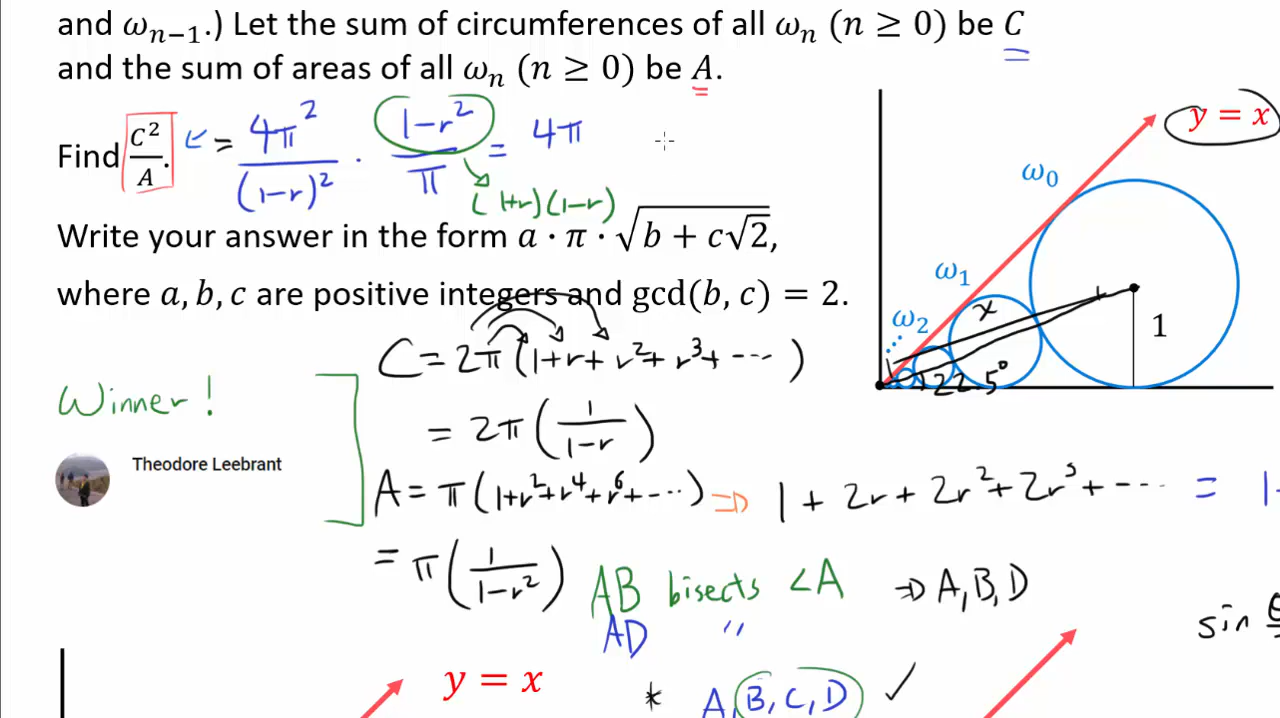 and ωₙ₋₁.) Let the sum of circumferences of all ωₙ (n ≥ 0) be C
and the sum of areas of all ωₙ (n ≥ 0) be A.
Find C²/A. = 4π²/(1-r)² · 1-r²/π = 4π
(1+r)(1-r)
Write your answer in the form a · π · √(b + c√2),
where a, b, c are positive integers and gcd(b, c) = 2.
y = x
ω₀
ω₁
ω₂
x
1
22.5°
C = 2π (1+r+r²+r³+ ⋯ )
= 2π ( 1/1-r )
Winner!
Theodore Leebrant
A = π (1+r²+r⁴+r⁶+ ⋯ ) ⇒ 1 + 2r + 2r² + 2r³ + ⋯ = 1-
= π ( 1/1-r² )
AB bisects ∠A ⇒ A, B, D
AD 〃
sin
y = x
* A, B, C, D ✓